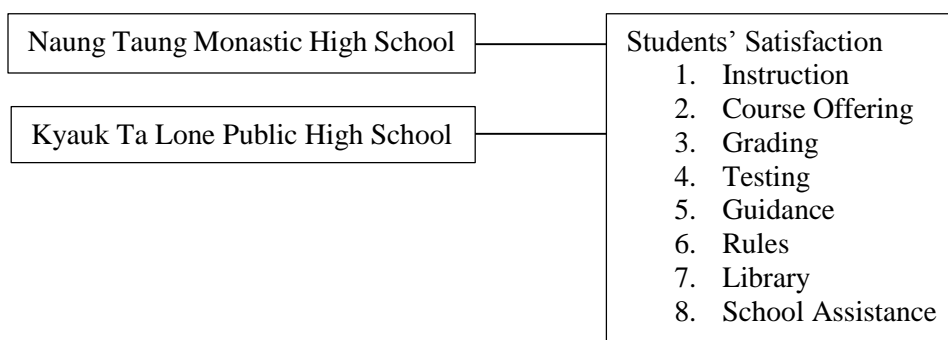 Naung Taung Monastic High School
Kyauk Ta Lone Public High School
Students’ Satisfaction
1. Instruction
2. Course Offering
3. Grading
4. Testing
5. Guidance
6. Rules
7. Library
8. School Assistance